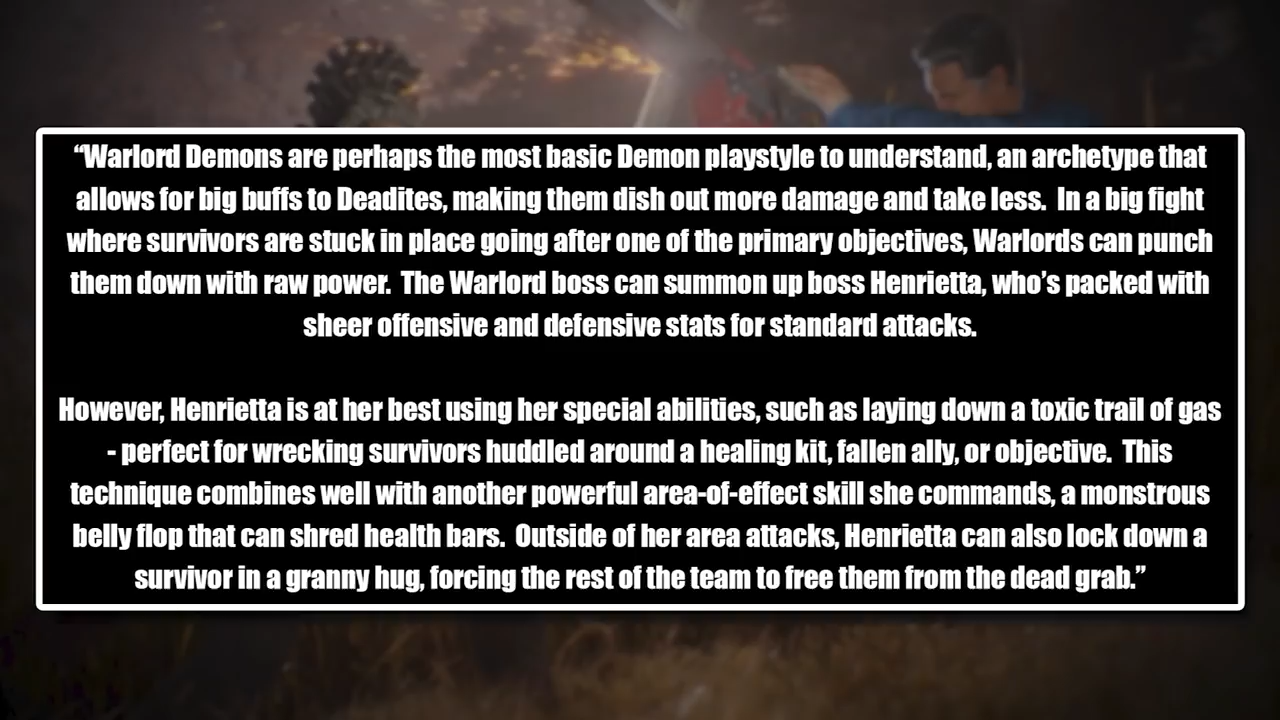 “Warlord Demons are perhaps the most basic Demon playstyle to understand, an archetype that
allows for big buffs to Deadites, making them dish out more damage and take less.  In a big fight
where survivors are stuck in place going after one of the primary objectives, Warlords can punch
them down with raw power.  The Warlord boss can summon up boss Henrietta, who’s packed with
sheer offensive and defensive stats for standard attacks.
However, Henrietta is at her best using her special abilities, such as laying down a toxic trail of gas
- perfect for wrecking survivors huddled around a healing kit, fallen ally, or objective.  This
technique combines well with another powerful area-of-effect skill she commands, a monstrous
belly flop that can shred health bars.  Outside of her area attacks, Henrietta can also lock down a
survivor in a granny hug, forcing the rest of the team to free them from the dead grab.”